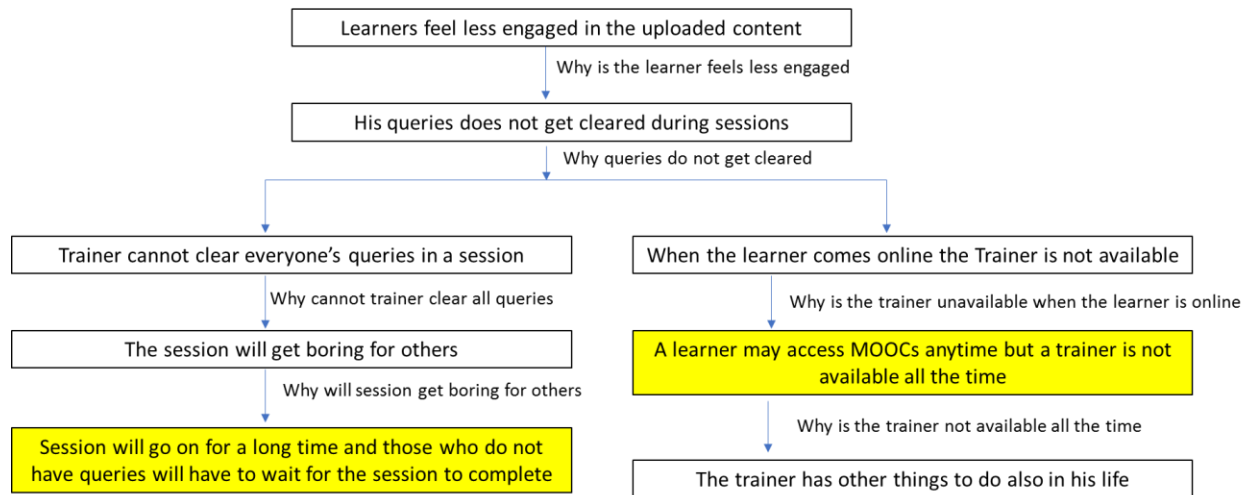 Learners feel less engaged in the uploaded content
Why is the learner feels less engaged
His queries does not get cleared during sessions
Why queries do not get cleared
Trainer cannot clear everyone's queries in a session
Why cannot trainer clear all queries
The session will get boring for others
Why will session get boring for others
Session will go on for a long time and those who do not
have queries will have to wait for the session to complete
When the learner comes online the Trainer is not available
Why is the trainer unavailable when the learner is online
A learner may access MOOCs anytime but a trainer is not
available all the time
Why is the trainer not available all the time
The trainer has other things to do also in his life